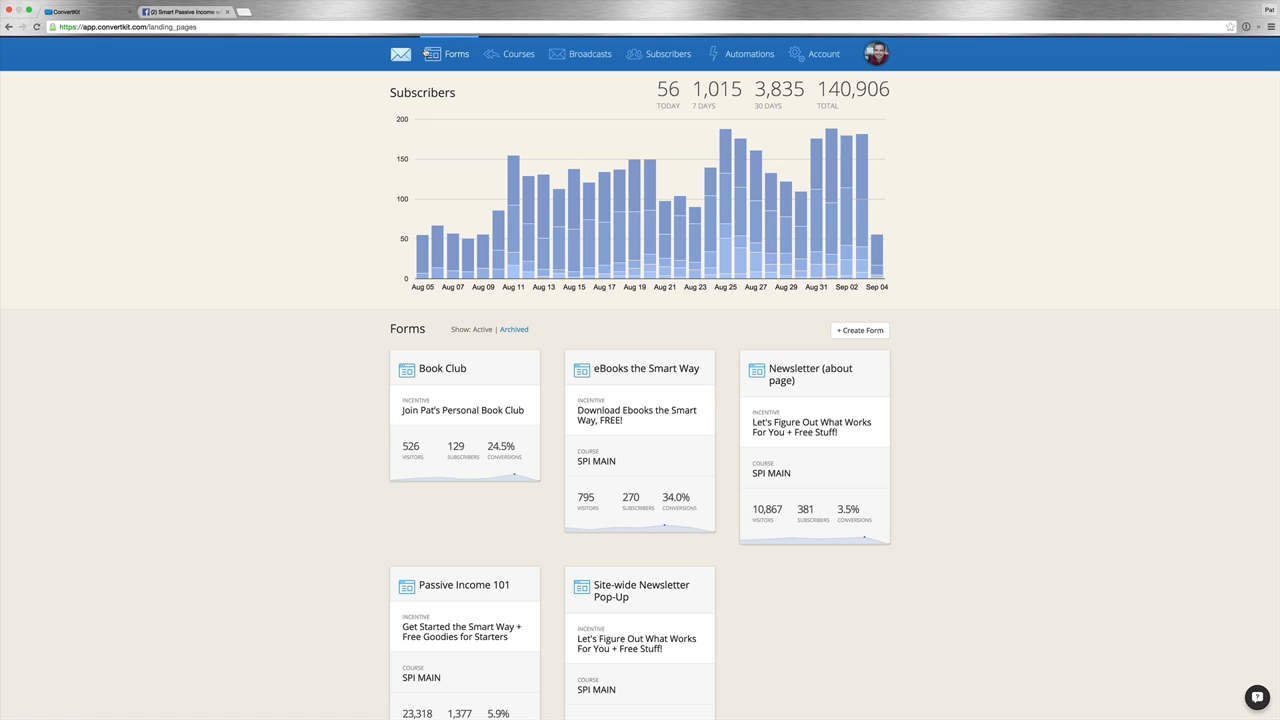 ConvertKit
(2) Smart Passive Income w
Pat
https://app.convertkit.com/landing_pages
Forms Courses Broadcasts Subscribers Automations Account
Subscribers
56 1,015 3,835 140,906
TODAY 7 DAYS 30 DAYS TOTAL
200
150
100
50
0
Aug 05 Aug 07 Aug 09 Aug 11 Aug 13 Aug 15 Aug 17 Aug 19 Aug 21 Aug 23 Aug 25 Aug 27 Aug 29 Aug 31 Sep 02 Sep 04
Forms Show: Active | Archived + Create Form
Book Club
INCENTIVE
Join Pat's Personal Book Club
526 129 24.5%
VISITORS SUBSCRIBERS CONVERSIONS
eBooks the Smart Way
INCENTIVE
Download Ebooks the Smart
Way, FREE!
COURSE
SPI MAIN
795 270 34.0%
VISITORS SUBSCRIBERS CONVERSIONS
Newsletter (about
page)
INCENTIVE
Let's Figure Out What Works
For You + Free Stuff!
COURSE
SPI MAIN
10,867 381 3.5%
VISITORS SUBSCRIBERS CONVERSIONS
Passive Income 101
INCENTIVE
Get Started the Smart Way +
Free Goodies for Starters
COURSE
SPI MAIN
23,318 1,377 5.9%
Site-wide Newsletter
Pop-Up
INCENTIVE
Let's Figure Out What Works
For You + Free Stuff!
COURSE
SPI MAIN